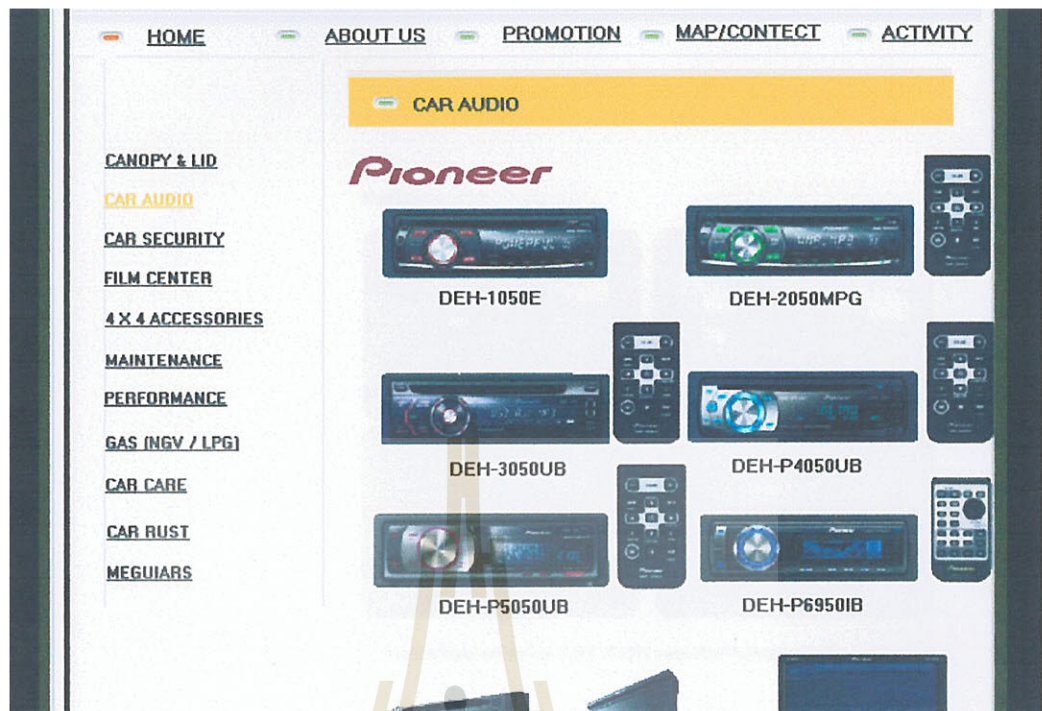 HOME ABOUT US PROMOTION MAP/CONTECT ACTIVITY
CAR AUDIO
CANOPY & LID
CAR AUDIO
CAR SECURITY
FILM CENTER
4 X 4 ACCESSORIES
MAINTENANCE
PERFORMANCE
GAS (NGV / LPG)
CAR CARE
CAR RUST
MEGUIARS
Pioneer
DEH-1050E
DEH-2050MPG
DEH-3050UB
DEH-P4050UB
DEH-P5050UB
DEH-P6950IB